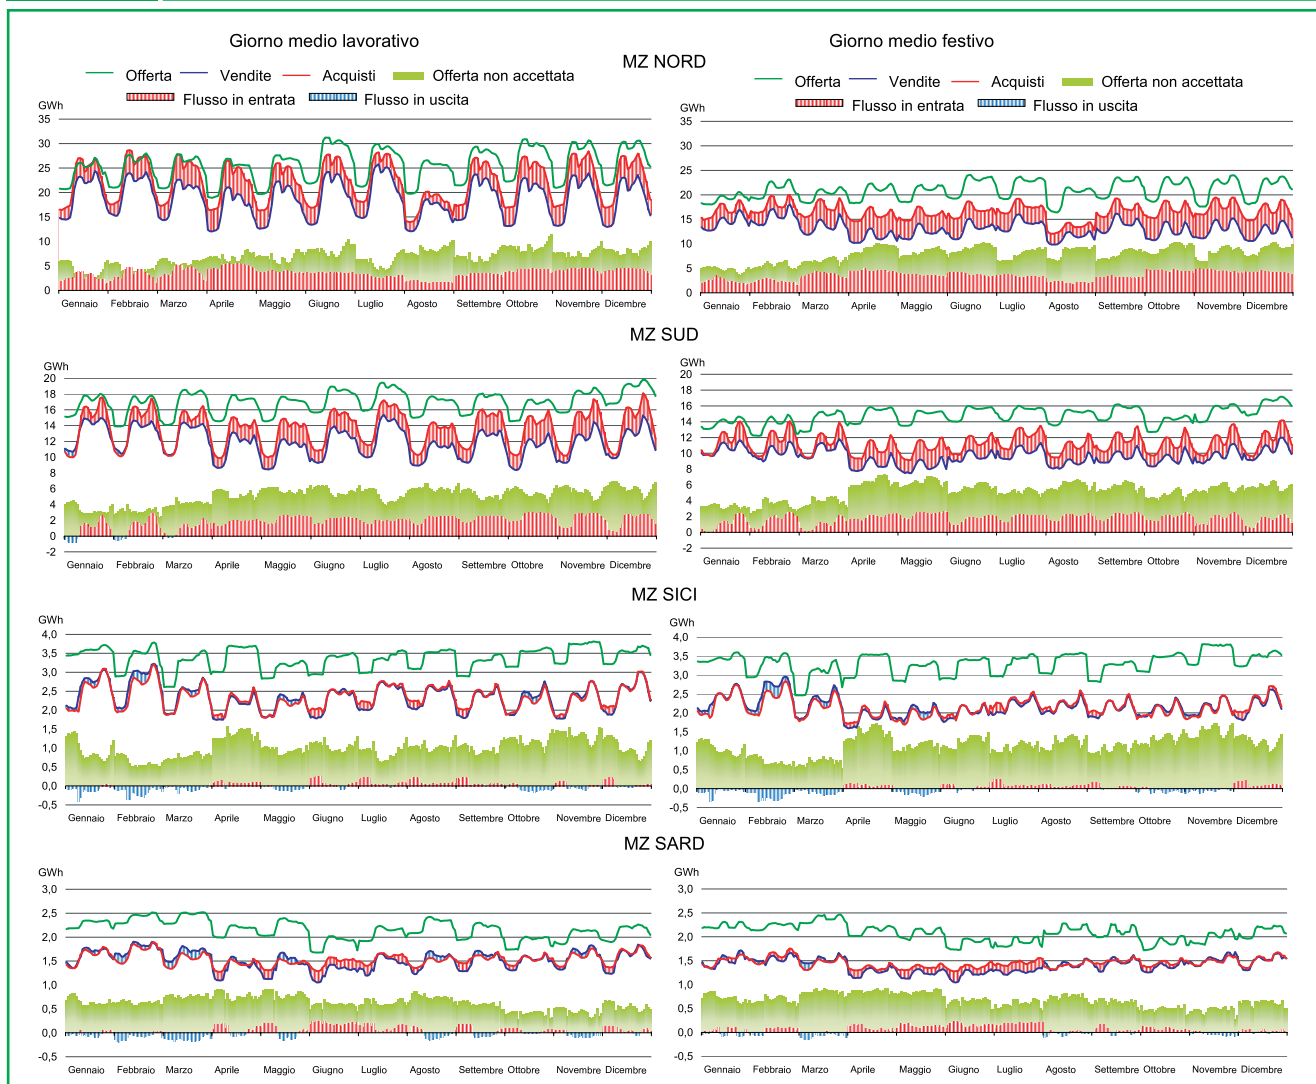 Giorno medio lavorativo
Giorno medio festivo
MZ NORD
Offerta Vendite Acquisti Offerta non accettata
Flusso in entrata Flusso in uscita
Offerta Vendite Acquisti Offerta non accettata
Flusso in entrata Flusso in uscita
GWh
35
30
25
20
15
10
5
0
Gennaio Febbraio Marzo Aprile Maggio Giugno Luglio Agosto Settembre Ottobre Novembre Dicembre
GWh
35
30
25
20
15
10
5
0
Gennaio Febbraio Marzo Aprile Maggio Giugno Luglio Agosto Settembre Ottobre Novembre Dicembre
MZ SUD
GWh
20
18
16
14
12
10
8
6
4
2
0
-2
Gennaio Febbraio Marzo Aprile Maggio Giugno Luglio Agosto Settembre Ottobre Novembre Dicembre
GWh
20
18
16
14
12
10
8
6
4
2
0
-2
Gennaio Febbraio Marzo Aprile Maggio Giugno Luglio Agosto Settembre Ottobre Novembre Dicembre
MZ SICI
GWh
4,0
3,5
3,0
2,5
2,0
1,5
1,0
0,5
0,0
-0,5
Gennaio Febbraio Marzo Aprile Maggio Giugno Luglio Agosto Settembre Ottobre Novembre Dicembre
GWh
4,0
3,5
3,0
2,5
2,0
1,5
1,0
0,5
0,0
-0,5
Gennaio Febbraio Marzo Aprile Maggio Giugno Luglio Agosto Settembre Ottobre Novembre Dicembre
MZ SARD
GWh
3,0
2,5
2,0
1,5
1,0
0,5
0,0
-0,5
Gennaio Febbraio Marzo Aprile Maggio Giugno Luglio Agosto Settembre Ottobre Novembre Dicembre
GWh
3,0
2,5
2,0
1,5
1,0
0,5
0,0
-0,5
Gennaio Febbraio Marzo Aprile Maggio Giugno Luglio Agosto Settembre Ottobre Novembre Dicembre